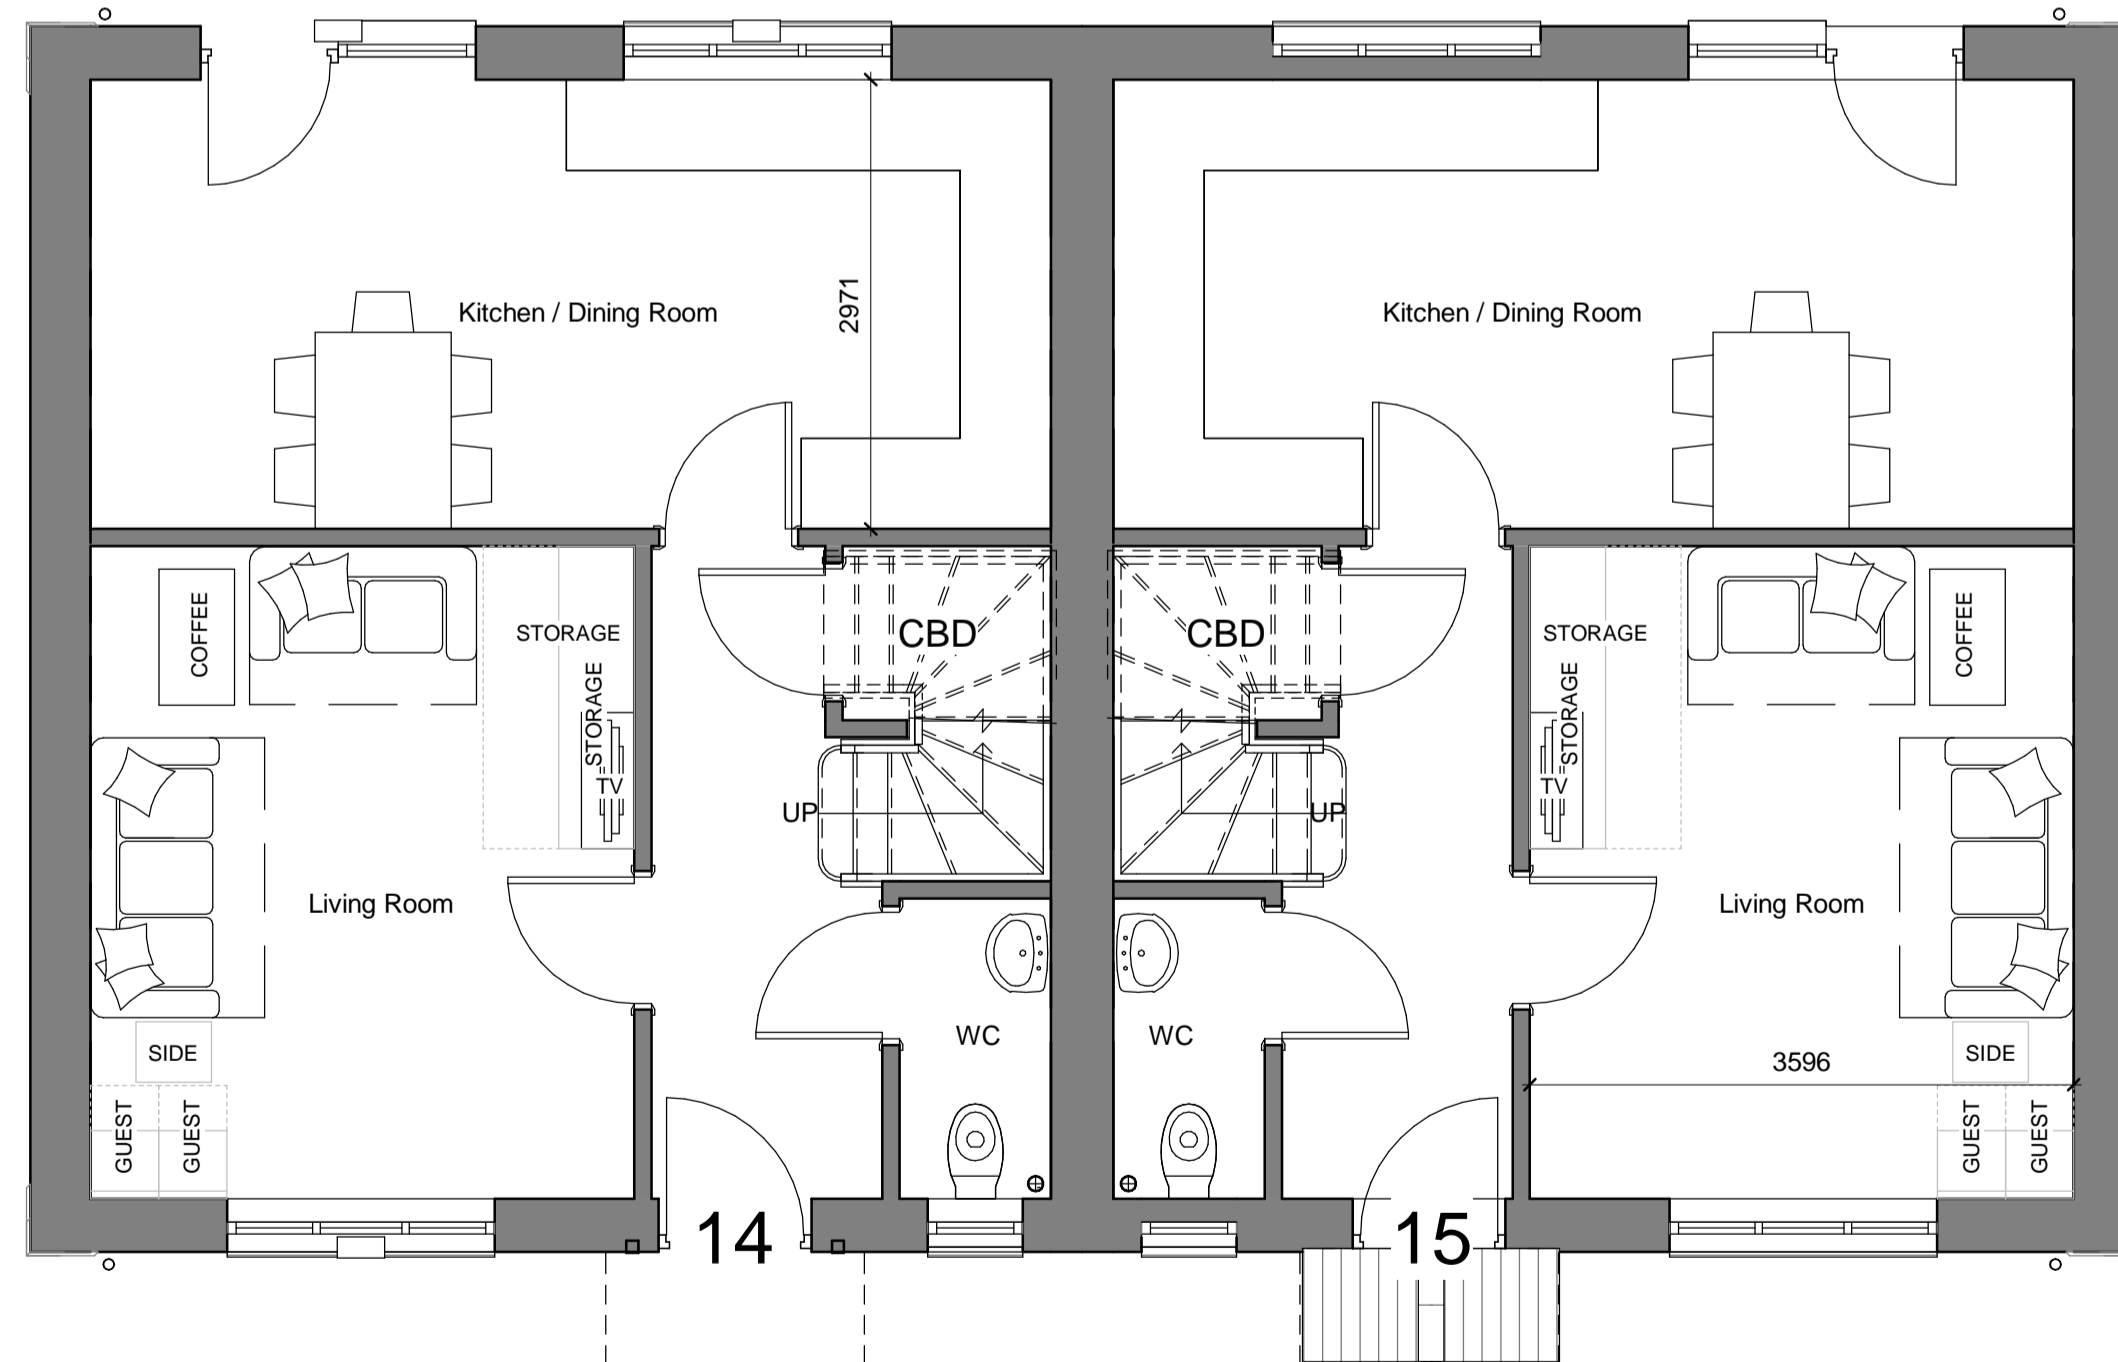 Kitchen / Dining Room
2971
Kitchen / Dining Room
COFFEE
STORAGE
STORAGE
TV
CBD
CBD
STORAGE
STORAGE
TV
COFFEE
UP
UP
Living Room
Living Room
WC
WC
SIDE
3596
SIDE
GUEST
GUEST
GUEST
GUEST
14
15